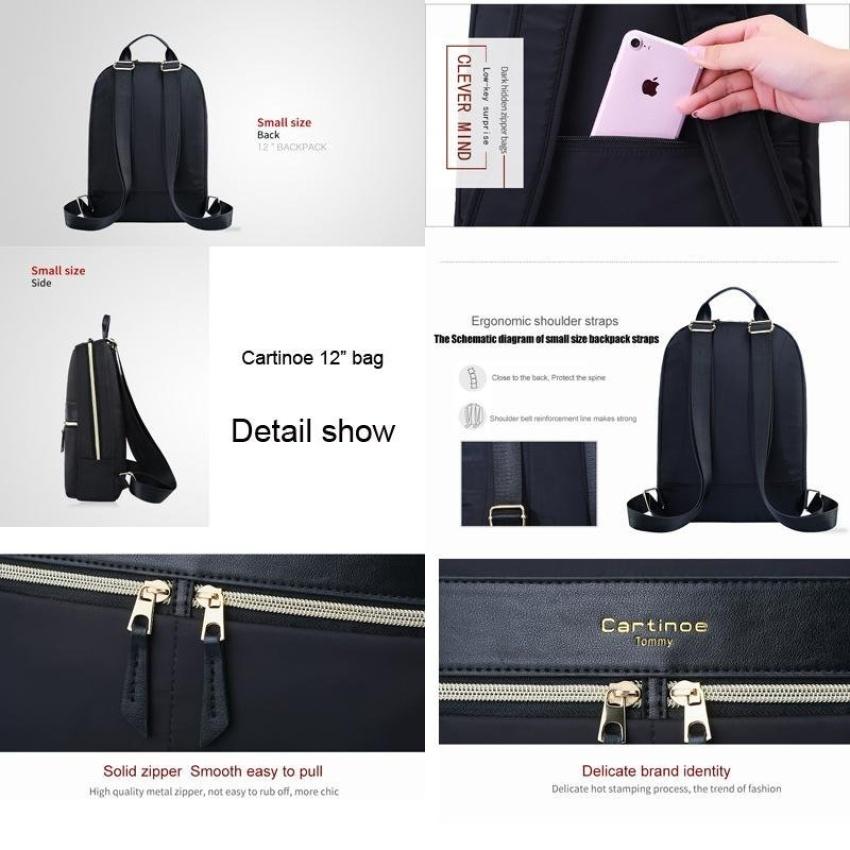 Small size
Back
12 " BACKPACK
CLEVER MIND
Low-key surprise
Dark hidden zipper bags
Small size
Side
Cartinoe 12” bag
Detail show
Ergonomic shoulder straps
The Schematic diagram of small size backpack straps
Close to the back, Protect the spine
Shoulder belt reinforcement line makes strong
Solid zipper Smooth easy to pull
High quality metal zipper, not easy to rub off, more chic
Cartinoe
Tommy
Delicate brand identity
Delicate hot stamping process, the trend of fashion